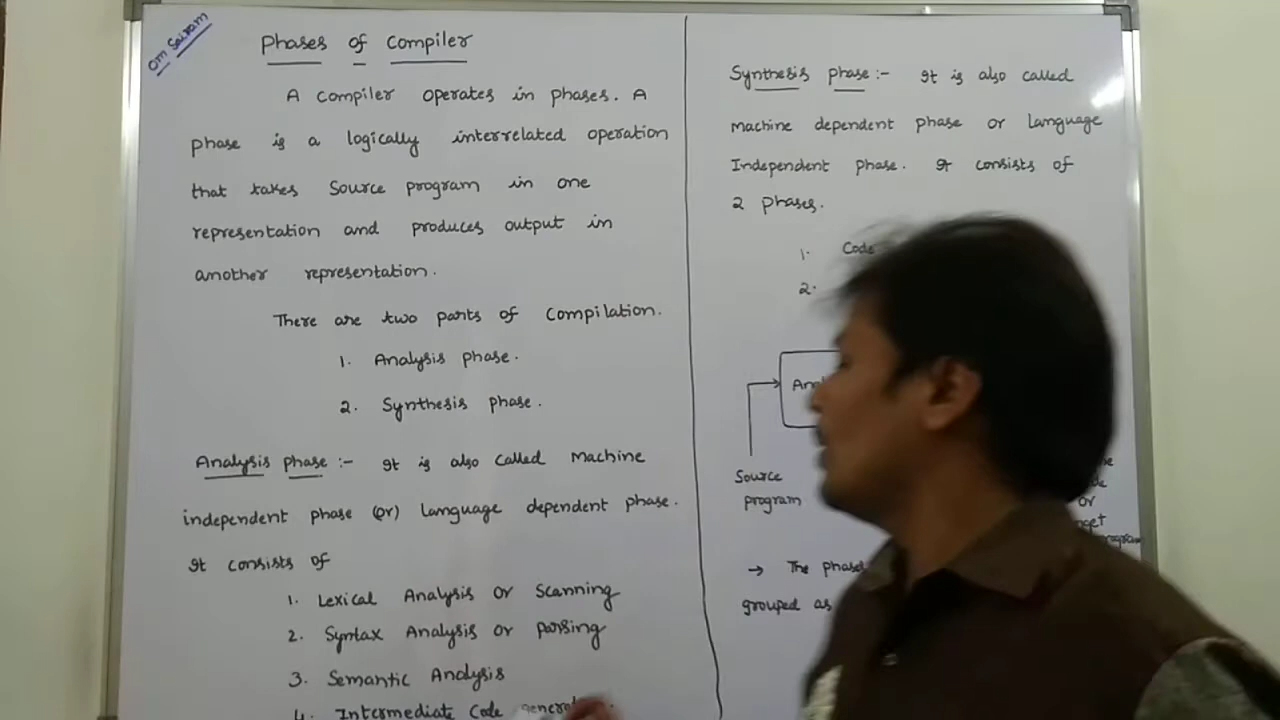 Om Sairam
Phases of Compiler
A compiler operates in phases. A
phase is a logically interrelated operation
that takes Source program in one
representation and produces output in
another representation.
There are two parts of compilation.
1. Analysis phase.
2. Synthesis phase.
Analysis phase :- It is also called Machine
independent phase (or) Language dependent phase.
It consists of
1. Lexical Analysis or Scanning
2. Syntax Analysis or parsing
3. Semantic Analysis
4. Intermediate Code
Synthesis phase :- It is also called
Machine dependent phase or Language
Independent phase. It consists of
2 phases.
1. Code
2.
Source
program
or
→ The phases
grouped as